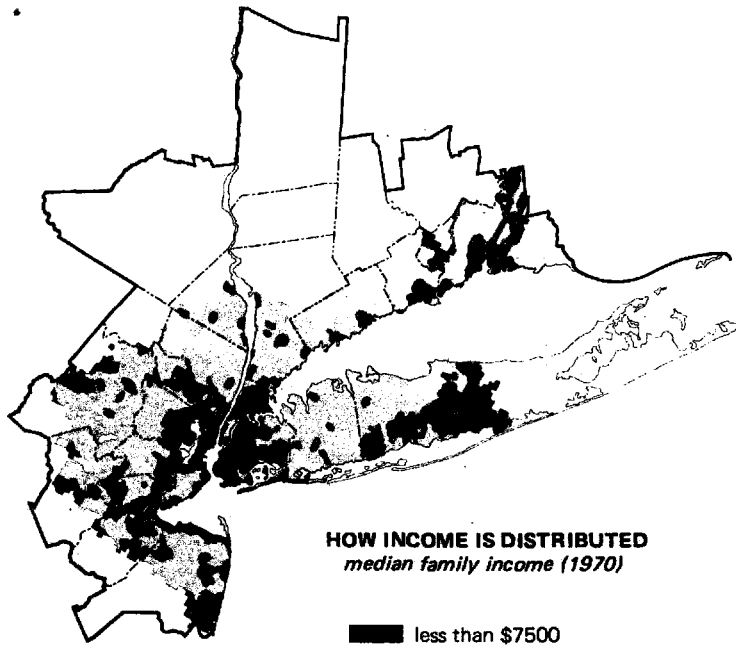 HOW INCOME IS DISTRIBUTED
median family income (1970)
less than $7500